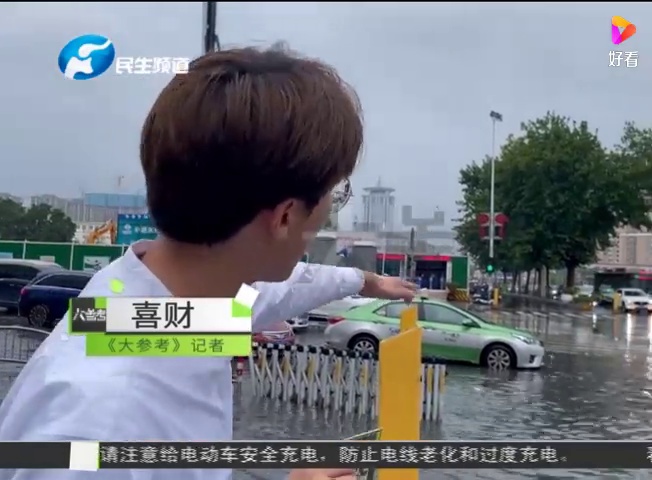 民生频道
好看
大参考
喜财
《大参考》记者
请注意给电动车安全充电，防止电线老化和过度充电。